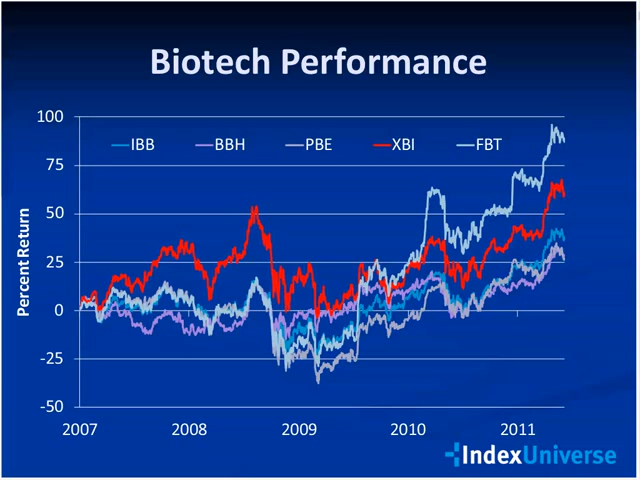 Biotech Performance
100
IBB BBH PBE XBI FBT
75
50
25
0
-25
-50
Percent Return
2007 2008 2009 2010 2011
IndexUniverse